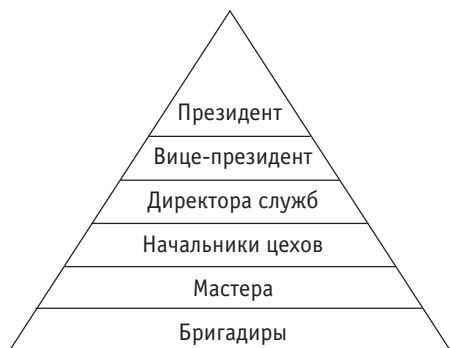 Президент
Вице-президент
Директора служб
Начальники цехов
Мастера
Бригадиры